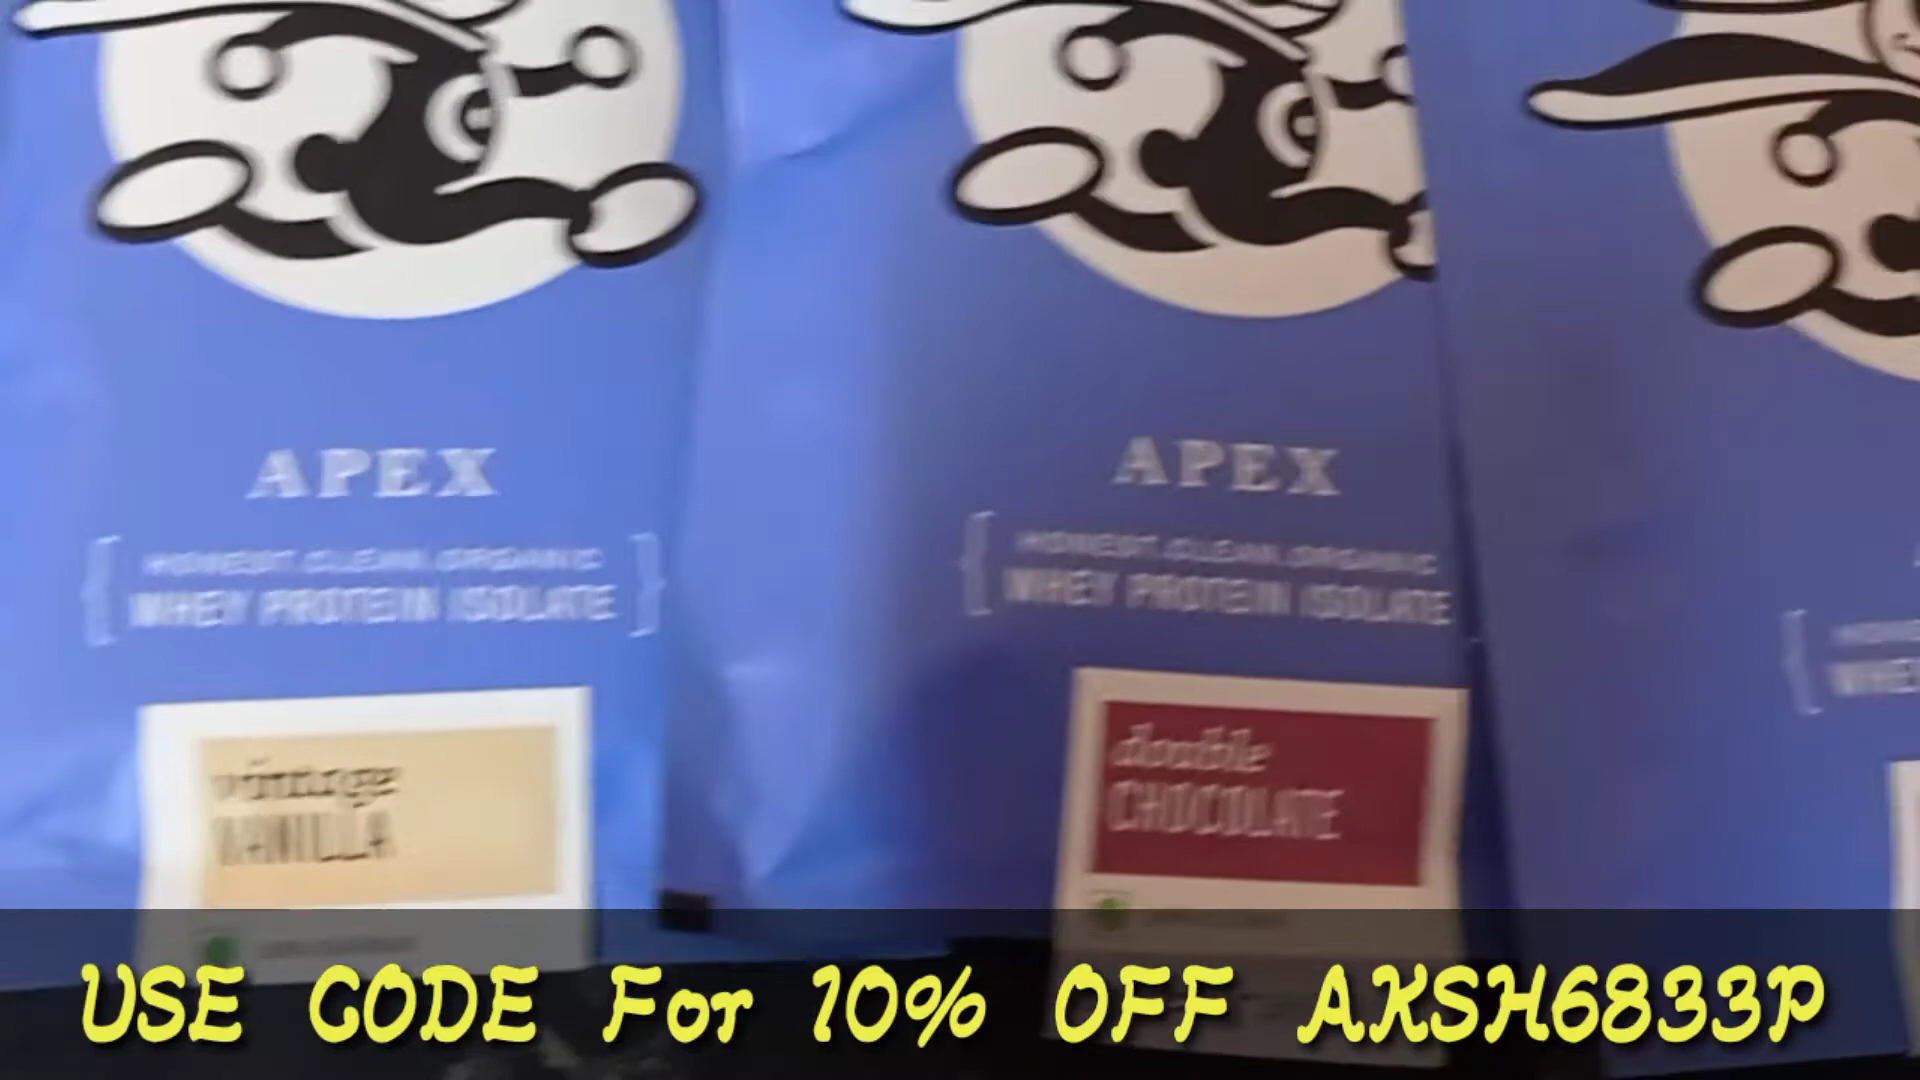 APEX
HONEST.CLEAN.ORGANIC
WHEY PROTEIN ISOLATE
vintage
VANILLA
APEX
HONEST.CLEAN.ORGANIC
WHEY PROTEIN ISOLATE
double
CHOCOLATE
USE CODE For 10% OFF AKSH6833P